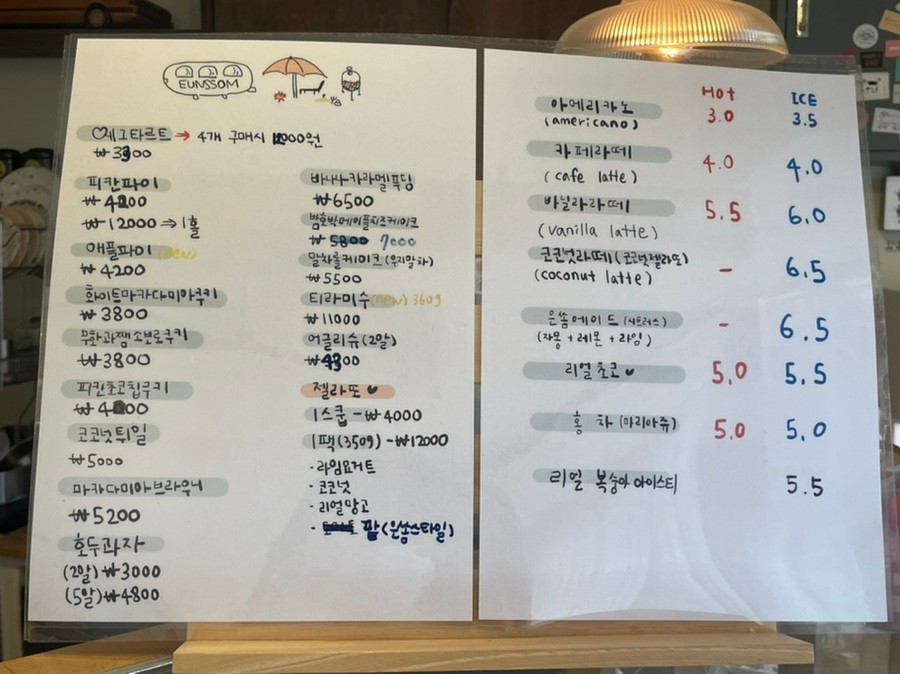 EUNSSOM
♡에그타르트 → 4개 구매시 1000원
₩3300
피칸파이
₩4200
₩12000 ⇒ 1홀
애플파이 (new)
₩4200
화이트마카다미아쿠키
₩3800
무화과쨈소보로쿠키
₩3800
피칸초코칩쿠키
₩4200
코코넛튀일
₩5000
마카다미아브라우니
₩5200
호두과자
(2알) ₩3000
(5알) ₩4800
바나나카라멜푸딩
₩6500
밤호박메이플치즈케이크
₩5800 7000
말차롤케이크 (우지말차)
₩5500
티라미수 (new) 360g
₩11000
어글리슈 (2알)
₩4300
젤라또
1스쿱 - ₩4000
1팩(350g) - ₩12000
· 라임요거트
· 코코넛
· 리얼망고
· 팥 (은쏨스타일)
HOT ICE
아메리카노 3.0 3.5
(americano)
카페라떼 4.0 4.0
(cafe latte)
바닐라라떼 5.5 6.0
(vanilla latte)
코코넛라떼 (코코넛젤라또) - 6.5
(coconut latte)
은쏨에이드 (시트러스) - 6.5
(자몽 + 레몬 + 라임)
리얼초코 5.0 5.5
홍차 (마리아쥬) 5.0 5.0
리얼 복숭아 아이스티 5.5